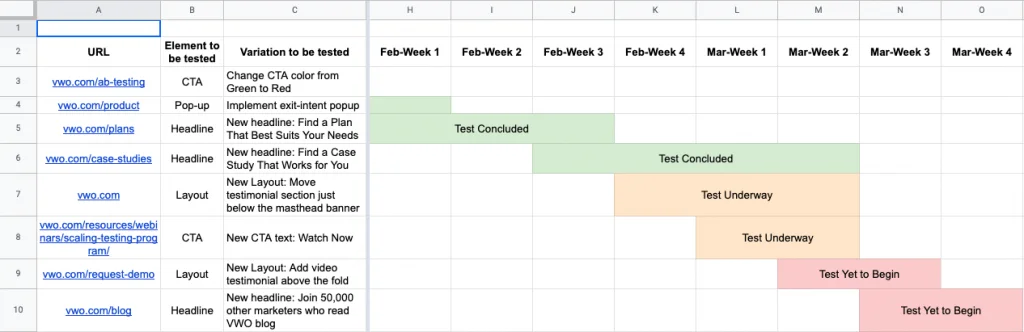 A B C H I J K L M N O
1
2 URL Element to be tested Variation to be tested Feb-Week 1 Feb-Week 2 Feb-Week 3 Feb-Week 4 Mar-Week 1 Mar-Week 2 Mar-Week 3 Mar-Week 4
3 vwo.com/ab-testing CTA Change CTA color from
Green to Red
4 vwo.com/product Pop-up Implement exit-intent popup
5 vwo.com/plans Headline New headline: Find a Plan
That Best Suits Your Needs
Test Concluded
6 vwo.com/case-studies Headline New headline: Find a Case
Study That Works for You
Test Concluded
7 vwo.com Layout New Layout: Move
testimonial section just
below the masthead banner
Test Underway
8 vwo.com/resources/webi
nars/scaling-testing-prog
ram/
CTA New CTA text: Watch Now Test Underway
9 vwo.com/request-demo Layout New Layout: Add video
testimonial above the fold
Test Yet to Begin
10 vwo.com/blog Headline New headline: Join 50,000
other marketers who read
VWO blog
Test Yet to Begin